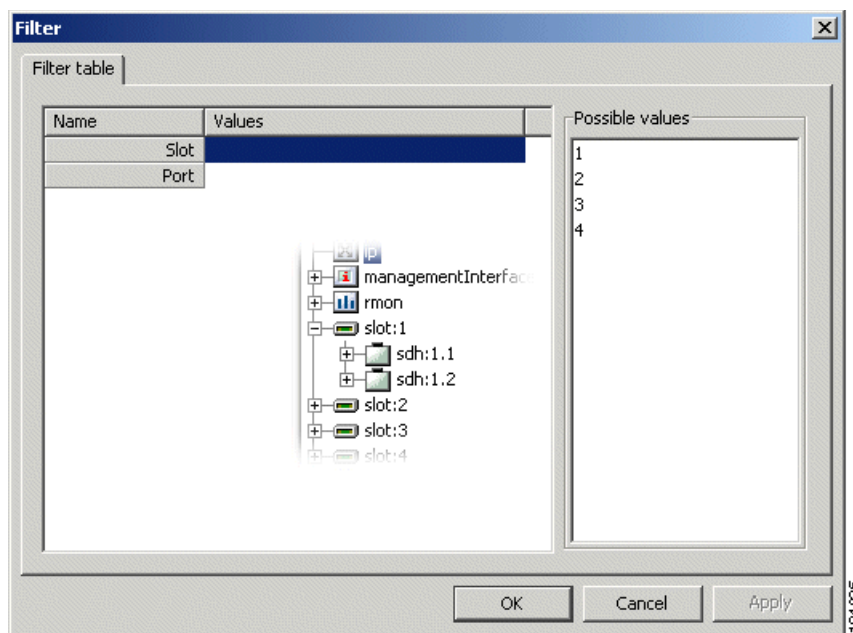 Filter
Filter table
Name Values
Slot
Port
Possible values
1
2
3
4
ip
managementInterfac
rmon
slot:1
sdh:1.1
sdh:1.2
slot:2
slot:3
slot:4
OK Cancel Apply